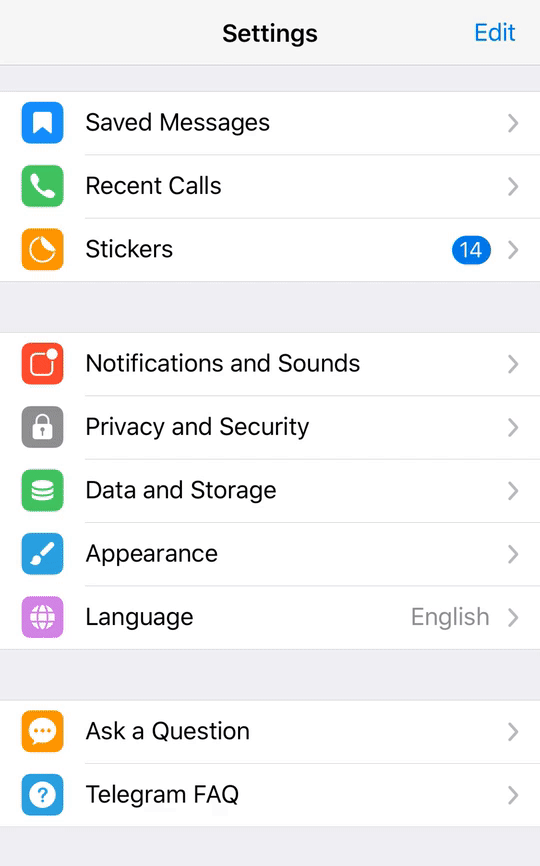 Settings
Edit
Saved Messages
Recent Calls
Stickers 14
Notifications and Sounds
Privacy and Security
Data and Storage
Appearance
Language English
Ask a Question
Telegram FAQ